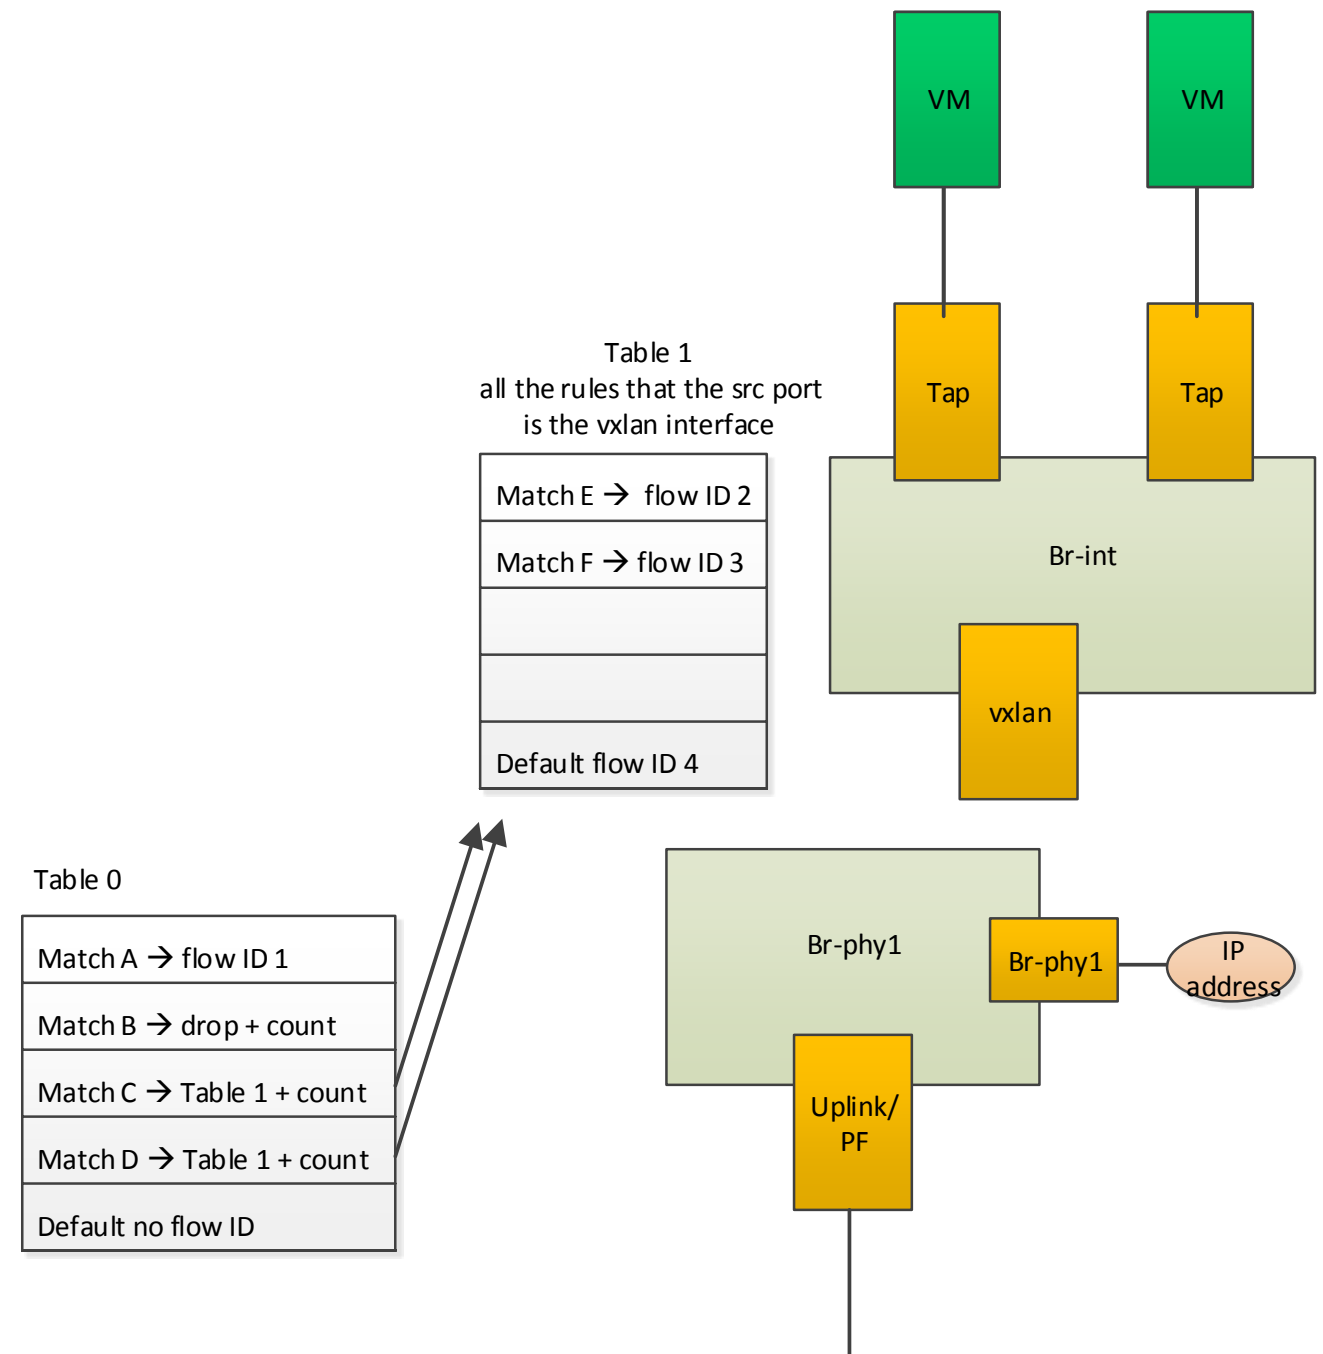 VM
VM
Tap
Tap
Table 1
all the rules that the src port
is the vxlan interface
Match E → flow ID 2
Match F → flow ID 3
Default flow ID 4
Br-int
vxlan
Table 0
Match A → flow ID 1
Match B → drop + count
Match C → Table 1 + count
Match D → Table 1 + count
Default no flow ID
Br-phy1
Br-phy1
IP
address
Uplink/
PF